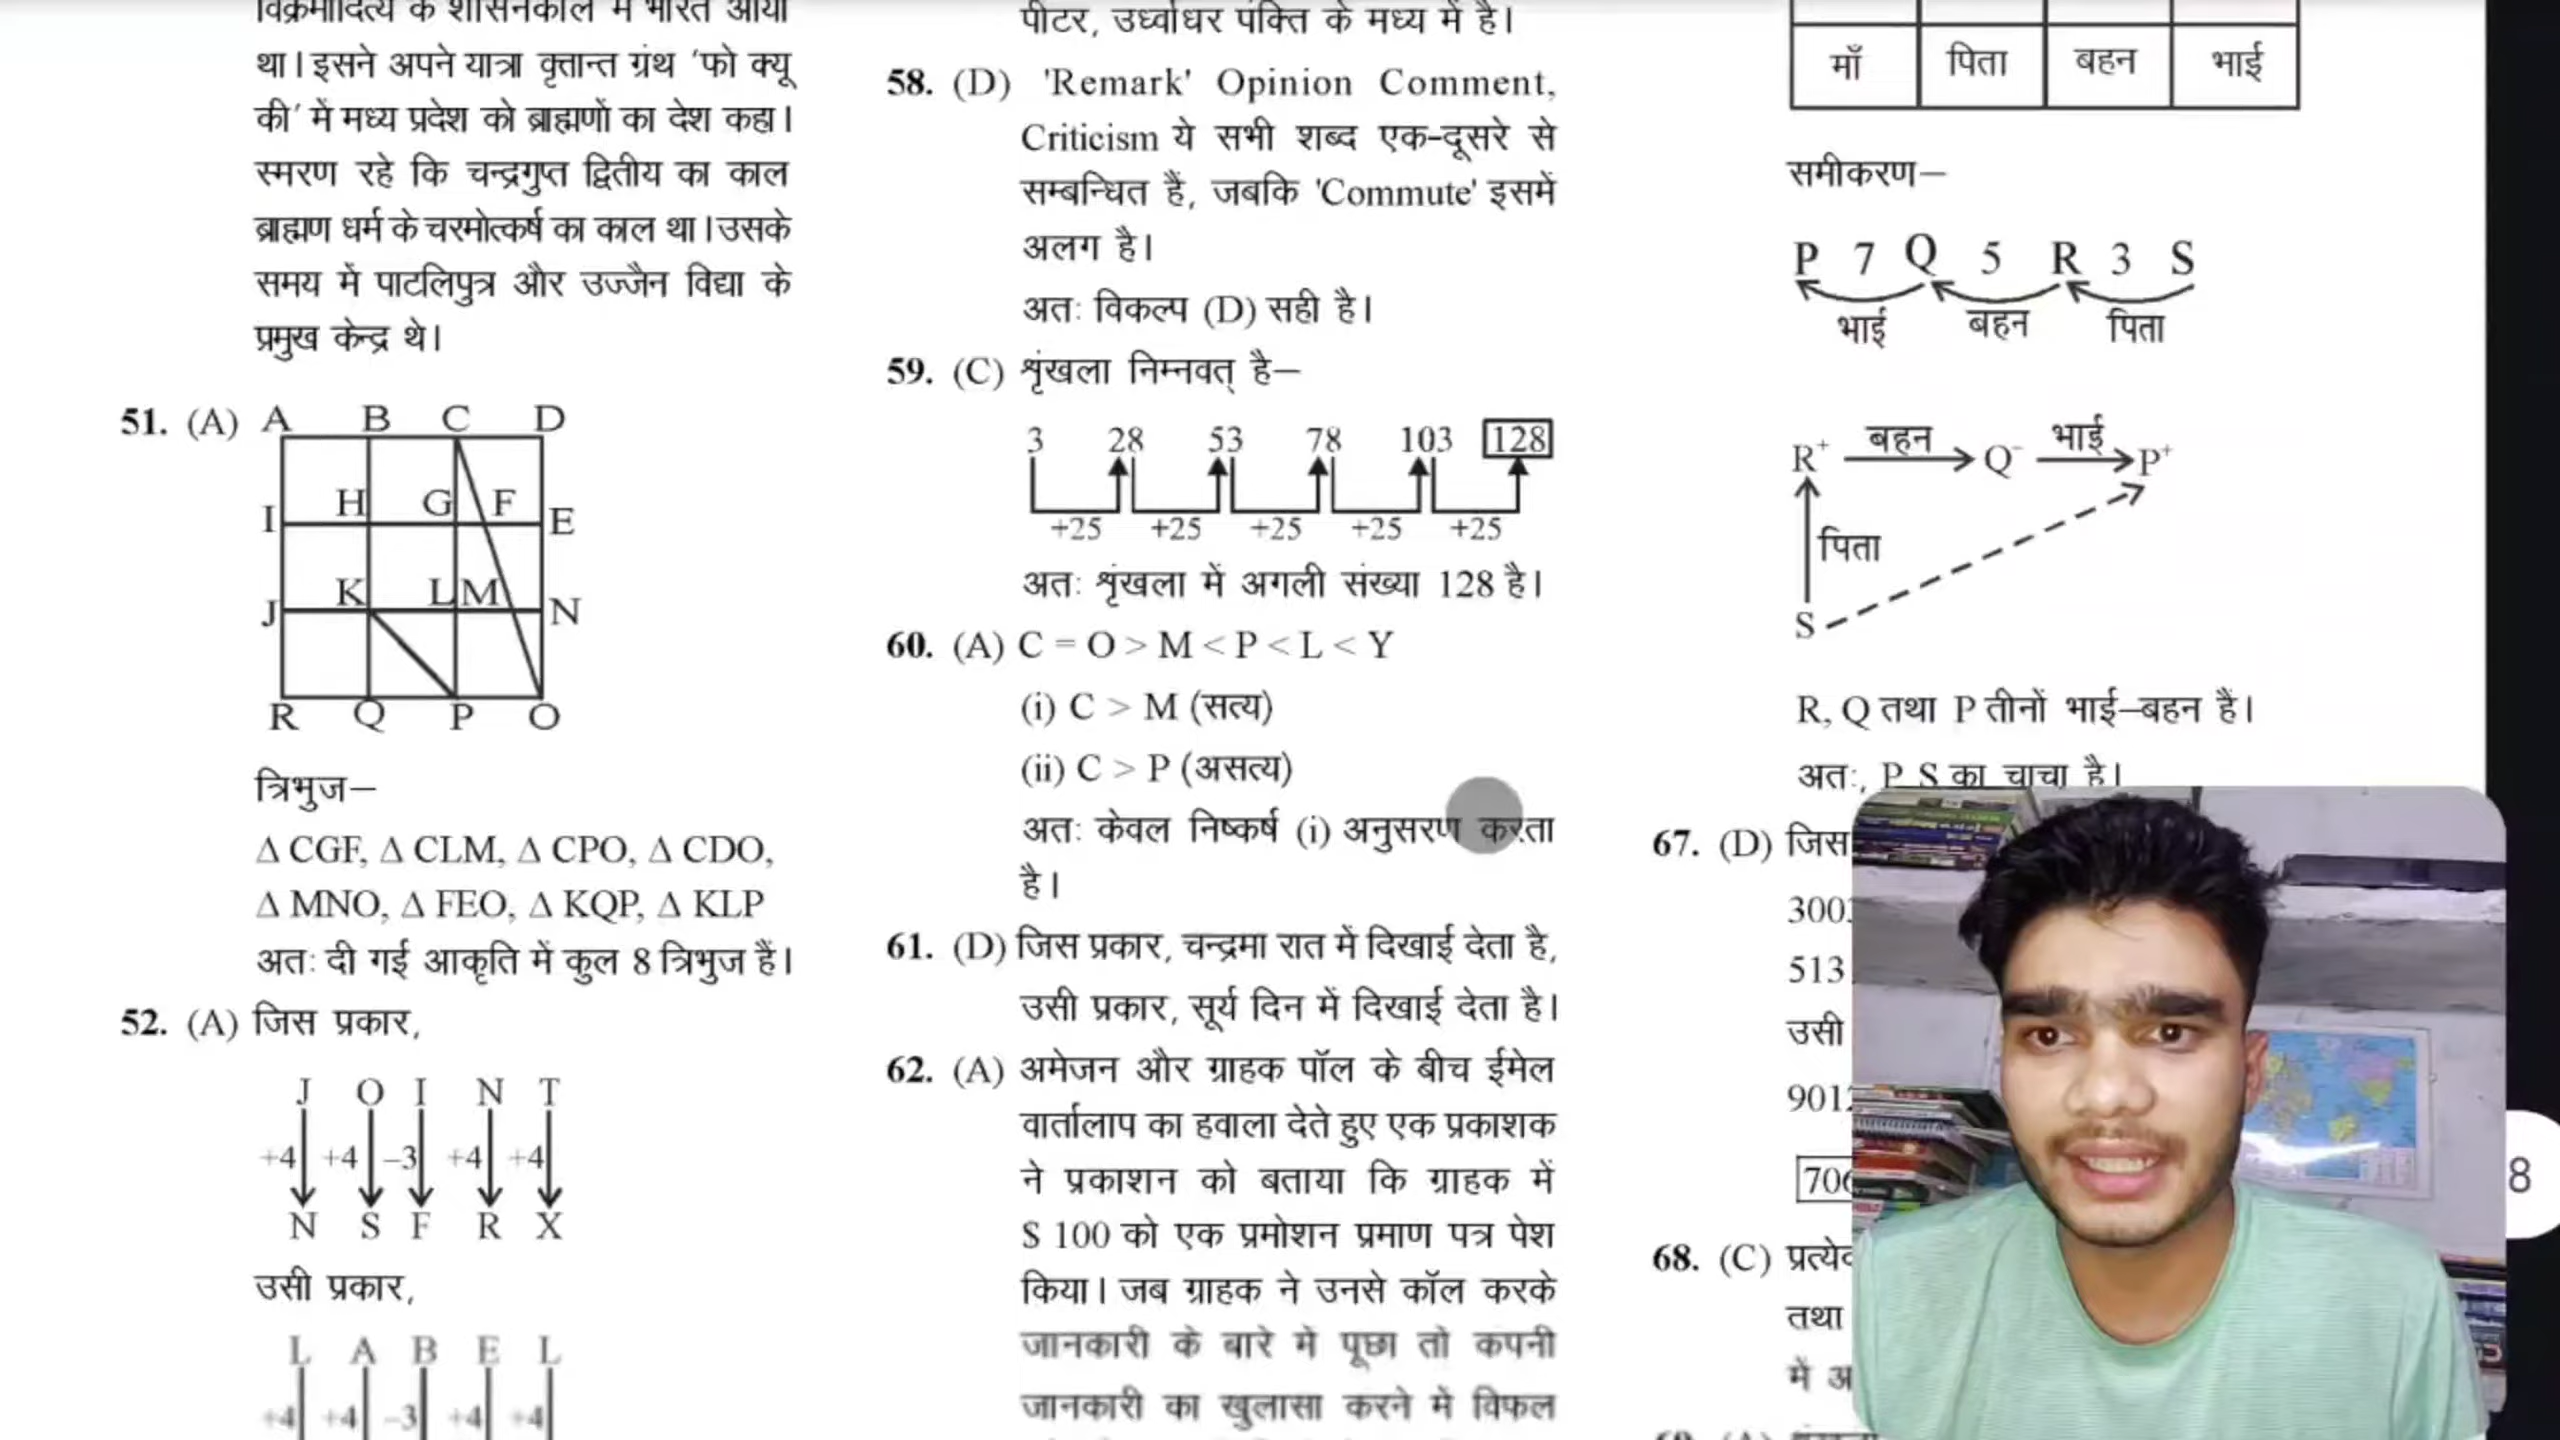 विक्रमादित्य के शासनकाल में भारत आया
था। इसने अपने यात्रा वृत्तान्त ग्रंथ 'फो क्यू
की' में मध्य प्रदेश को ब्राह्मणों का देश कहा।
स्मरण रहे कि चन्द्रगुप्त द्वितीय का काल
ब्राह्मण धर्म के चरमोत्कर्ष का काल था। उसके
समय में पाटलिपुत्र और उज्जैन विद्या के
प्रमुख केन्द्र थे।
51. (A) A B C D
I H G F E
J K L M N
R Q P O
त्रिभुज–
Δ CGF, Δ CLM, Δ CPO, Δ CDO,
Δ MNO, Δ FEO, Δ KQP, Δ KLP
अतः दी गई आकृति में कुल 8 त्रिभुज हैं।
52. (A) जिस प्रकार,
J O I N T
+4 +4 –3 +4 +4
N S F R X
उसी प्रकार,
L A B E L
+4 +4 –3 +4 +4
पीटर, उर्ध्वाधर पंक्ति के मध्य में है।
58. (D) 'Remark' Opinion Comment,
Criticism ये सभी शब्द एक-दूसरे से
सम्बन्धित हैं, जबकि 'Commute' इसमें
अलग है।
अतः विकल्प (D) सही है।
59. (C) शृंखला निम्नवत् है–
3 28 53 78 103 128
+25 +25 +25 +25 +25
अतः शृंखला में अगली संख्या 128 है।
60. (A) C = O > M < P < L < Y
(i) C > M (सत्य)
(ii) C > P (असत्य)
अतः केवल निष्कर्ष (i) अनुसरण करता
है।
61. (D) जिस प्रकार, चन्द्रमा रात में दिखाई देता है,
उसी प्रकार, सूर्य दिन में दिखाई देता है।
62. (A) अमेजन और ग्राहक पॉल के बीच ईमेल
वार्तालाप का हवाला देते हुए एक प्रकाशक
ने प्रकाशन को बताया कि ग्राहक में
$ 100 को एक प्रमोशन प्रमाण पत्र पेश
किया। जब ग्राहक ने उनसे कॉल करके
जानकारी के बारे में पूछा तो कपनी
जानकारी का खुलासा करने में विफल
माँ पिता बहन भाई
समीकरण–
P 7 Q 5 R 3 S
भाई बहन पिता
R⁺ बहन Q⁻ भाई P⁺
पिता
S
R, Q तथा P तीनों भाई–बहन हैं।
अतः, P S का चाचा है।
67. (D) जिस
300
513
उसी
901
70
68. (C)
तथा
में
8